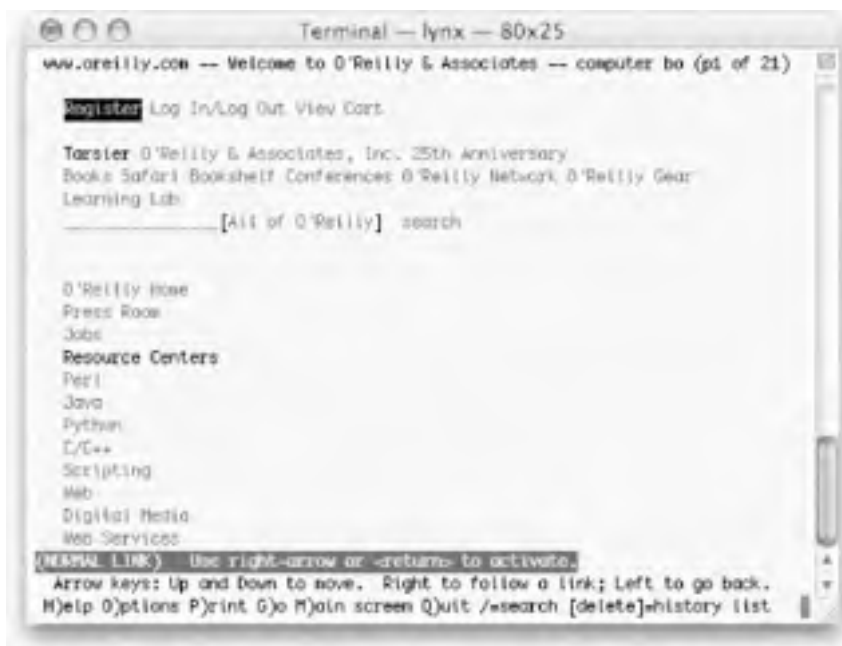 Terminal — lynx — 80x25
www.oreilly.com -- Welcome to O'Reilly & Associates -- computer bo (p1 of 21)
Register Log In/Log Out View Cart
Tarsier O'Reilly & Associates, Inc. 25th Anniversary
Books Safari Bookshelf Conferences O'Reilly Network O'Reilly Gear
Learning Lab
_______________[All of O'Reilly] search
O'Reilly Home
Press Room
Jobs
Resource Centers
Perl
Java
Python
C/C++
Scripting
Web
Digital Media
Web Services
(NORMAL LINK) Use right-arrow or <return> to activate.
Arrow keys: Up and Down to move. Right to follow a link; Left to go back.
H)elp O)ptions P)rint G)o M)ain screen Q)uit /=search [delete]=history list